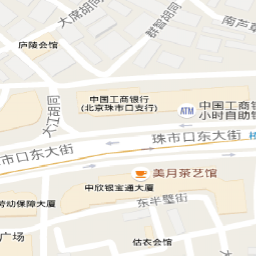 大席胡同
群智胡同
南芦草
庐陵会馆
中国工商银行
(北京珠市口支行)
ATM
中国工商
小时自助银
大江胡同
珠市口东大街
珠市口东大街
美月茶艺馆
中欣银宝通大厦
劳动保障大厦
东半壁街
广场
估衣会馆